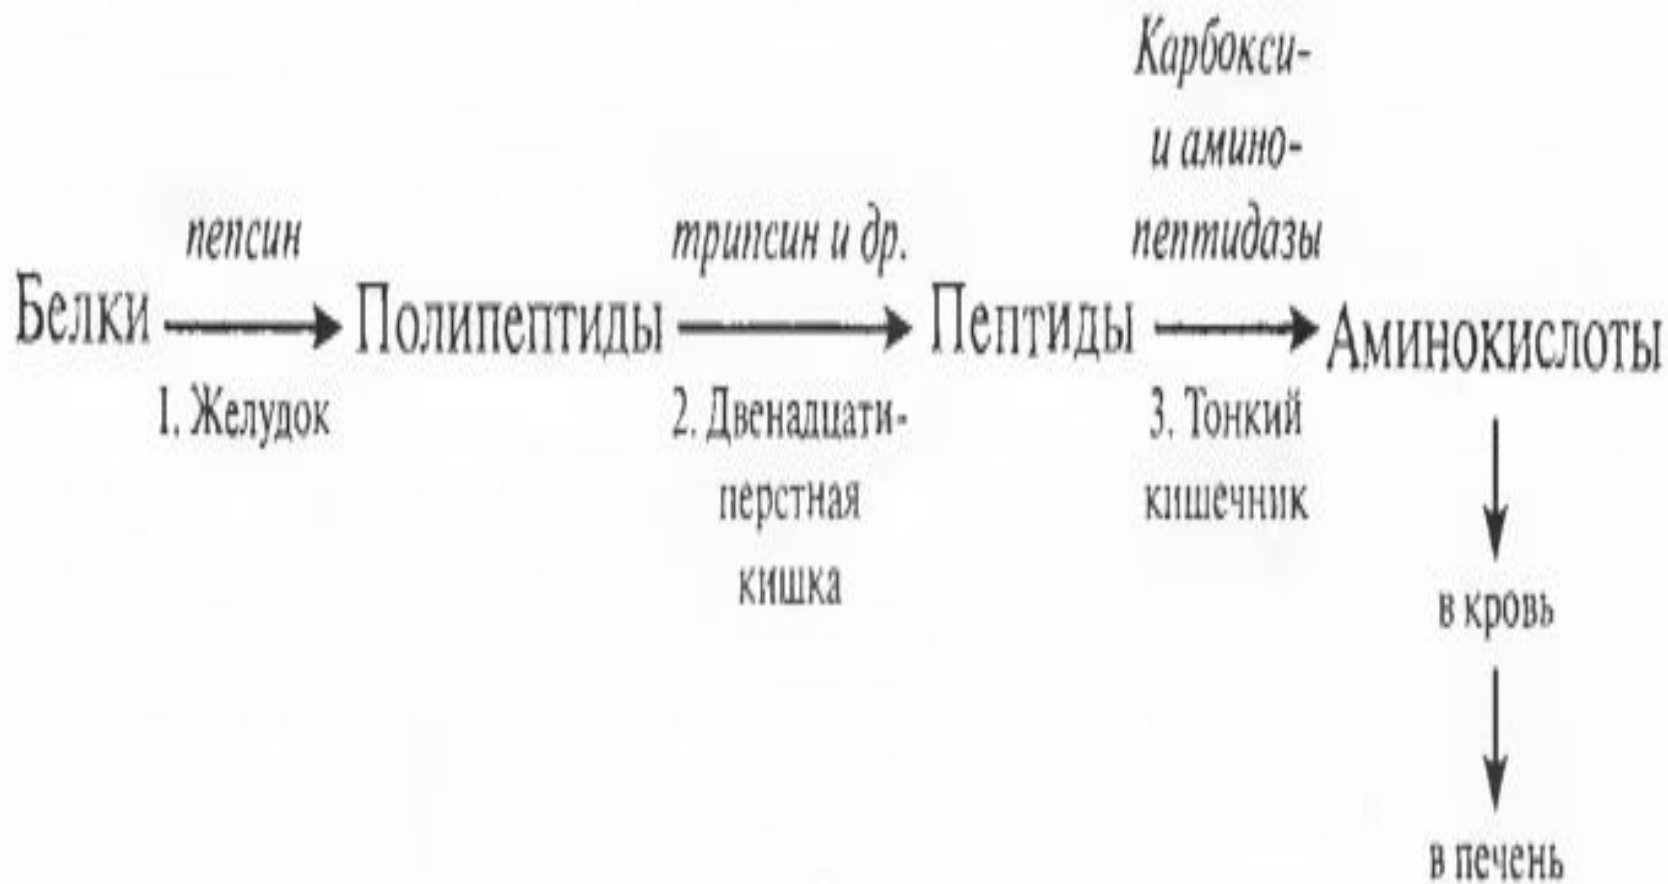 Карбокси-
и амино-
пептидазы
пепсин
трипсин и др.
Белки
Полипептиды
Пептиды
Аминокислоты
1. Желудок
2. Двенадцати-
перстная
кишка
3. Тонкий
кишечник
в кровь
в печень